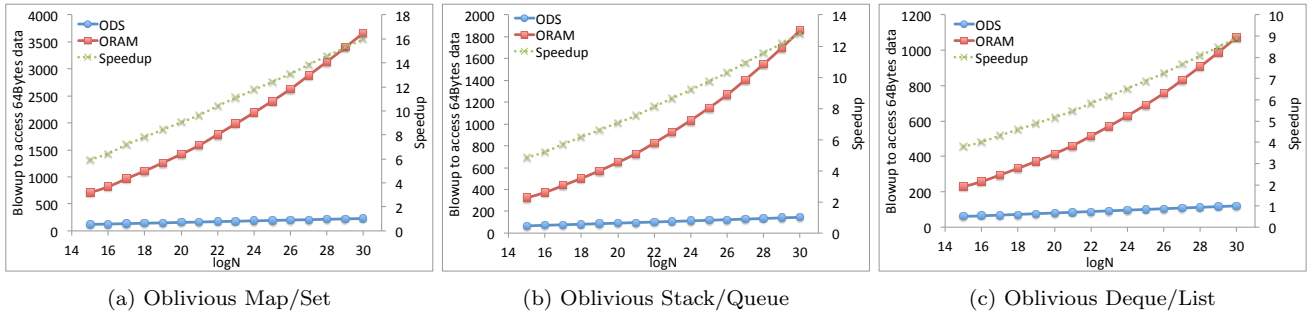 4000
3500
3000
2500
2000
1500
1000
500
0
Blowup to access 64Bytes data
ODS
ORAM
Speedup
18
16
14
12
10
8
6
4
2
0
Speedup
14 16 18 20 22 24 26 28 30
logN
(a) Oblivious Map/Set
2000
1800
1600
1400
1200
1000
800
600
400
200
0
Blowup to access 64Bytes data
ODS
ORAM
Speedup
14
12
10
8
6
4
2
0
Speedup
14 16 18 20 22 24 26 28 30
logN
(b) Oblivious Stack/Queue
1200
1000
800
600
400
200
0
Blowup to access 64Bytes data
ODS
ORAM
Speedup
10
9
8
7
6
5
4
3
2
1
0
Speedup
14 16 18 20 22 24 26 28 30
logN
(c) Oblivious Deque/List